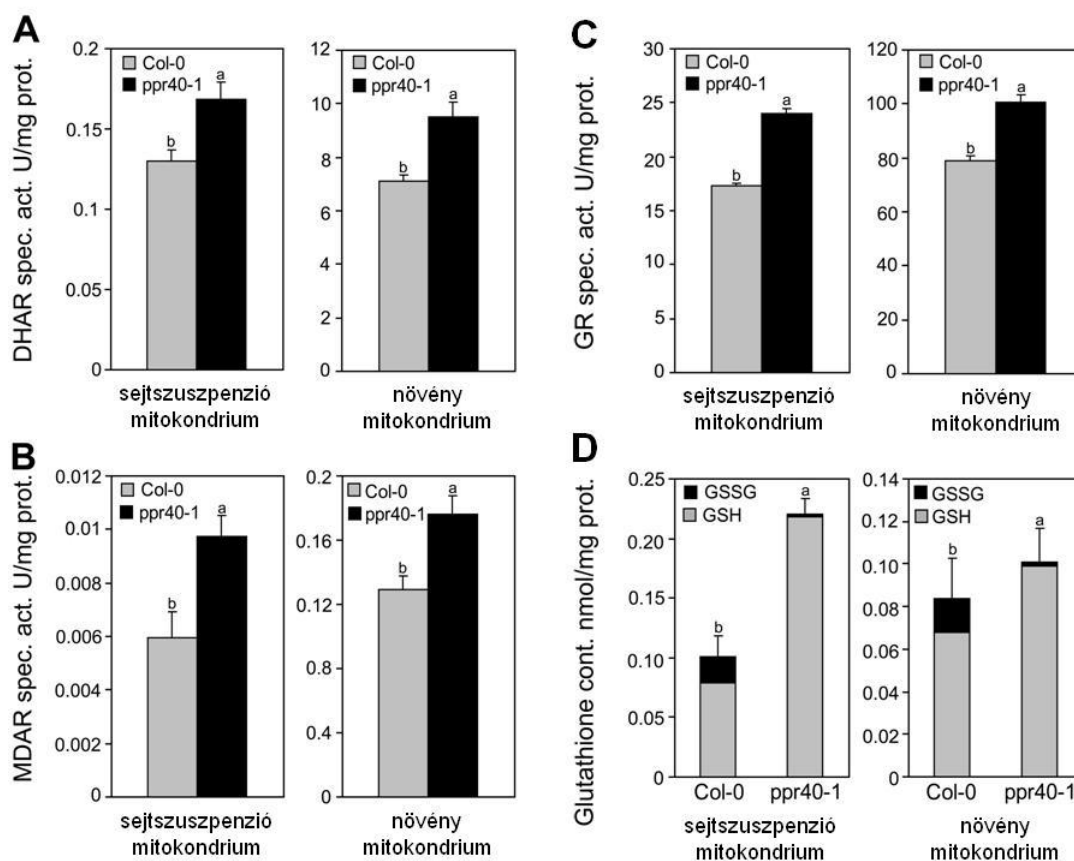 A
DHAR spec. act. U/mg prot.
0.2
0.15
0.1
0.05
0
Col-0
ppr40-1
b
a
sejtszuszpenzió
mitokondrium
12
10
8
6
4
2
0
Col-0
ppr40-1
b
a
növény
mitokondrium
C
GR spec. act. U/mg prot.
30
25
20
15
10
5
0
Col-0
ppr40-1
b
a
sejtszuszpenzió
mitokondrium
120
100
80
60
40
20
0
Col-0
ppr40-1
b
a
növény
mitokondrium
B
MDAR spec. act. U/mg prot.
0.012
0.01
0.008
0.006
0.004
0.002
0
Col-0
ppr40-1
b
a
sejtszuszpenzió
mitokondrium
0.2
0.16
0.12
0.8
0.4
0
Col-0
ppr40-1
b
a
növény
mitokondrium
D
Glutathione cont. nmol/mg prot.
0.25
0.20
0.15
0.10
0.05
0
GSSG
GSH
b
a
Col-0 ppr40-1
sejtszuszpenzió
mitokondrium
0.14
0.12
0.10
0.08
0.06
0.04
0.02
0
GSSG
GSH
b
a
Col-0 ppr40-1
növény
mitokondrium